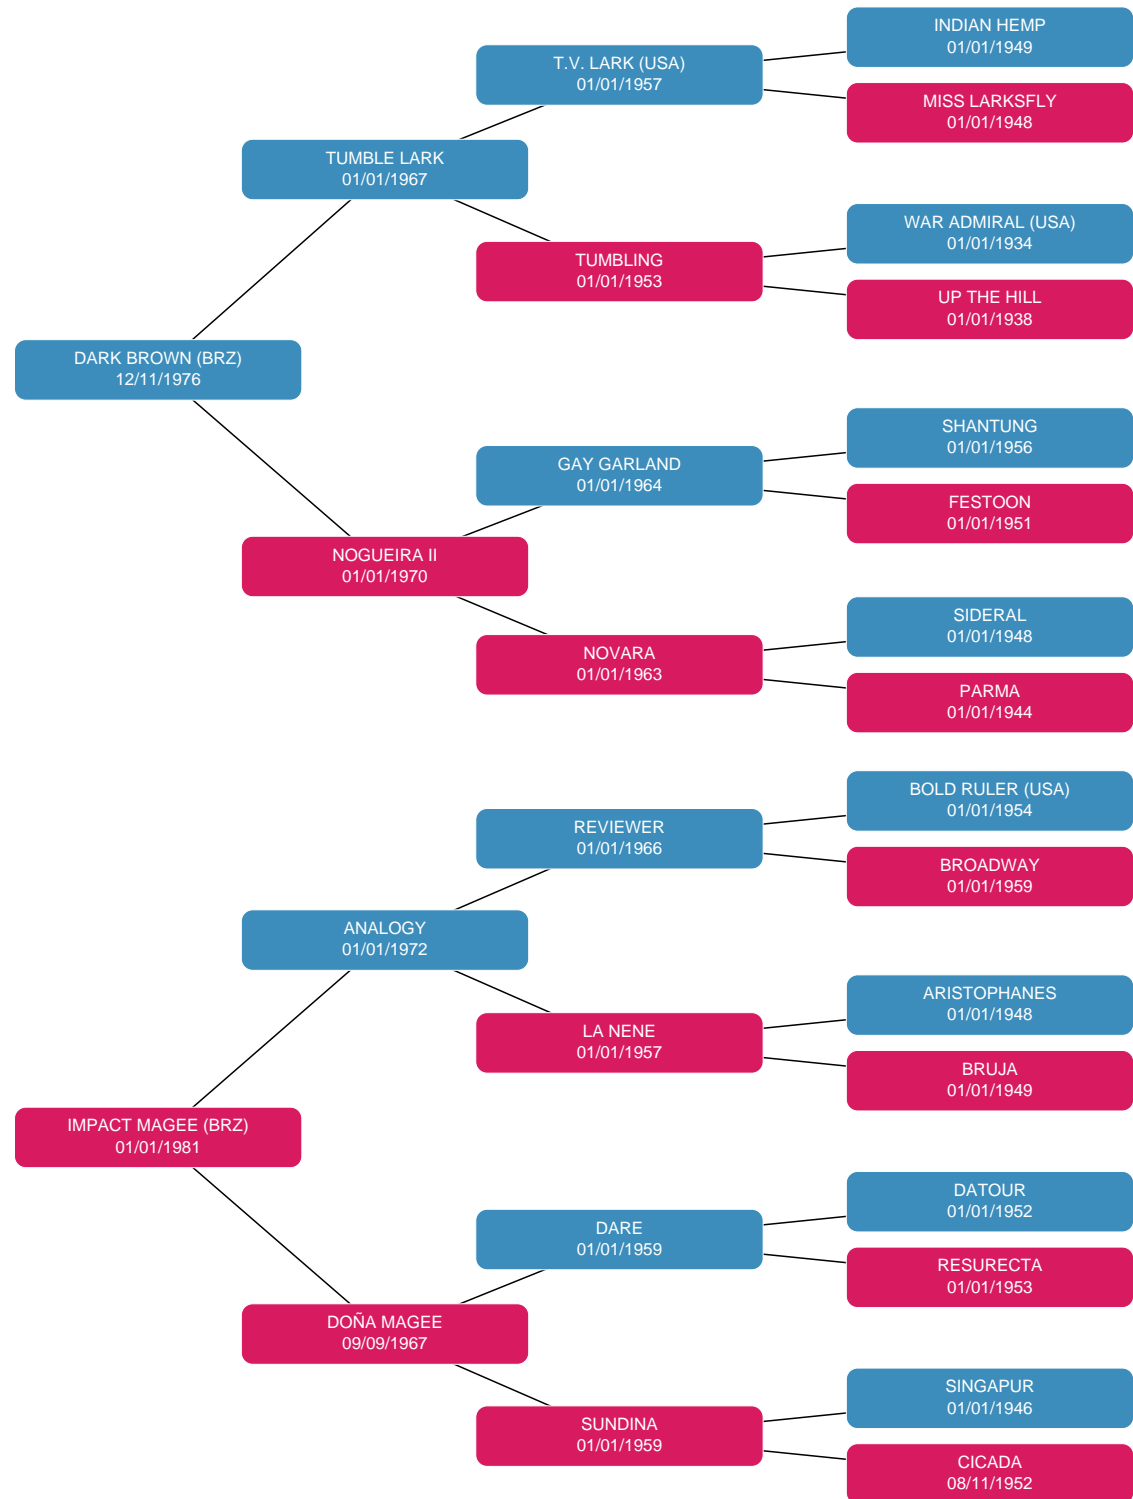 INDIAN HEMP
01/01/1949
T.V. LARK (USA)
01/01/1957
MISS LARKSFLY
01/01/1948
TUMBLE LARK
01/01/1967
WAR ADMIRAL (USA)
01/01/1934
TUMBLING
01/01/1953
UP THE HILL
01/01/1938
DARK BROWN (BRZ)
12/11/1976
SHANTUNG
01/01/1956
GAY GARLAND
01/01/1964
FESTOON
01/01/1951
NOGUEIRA II
01/01/1970
SIDERAL
01/01/1948
NOVARA
01/01/1963
PARMA
01/01/1944
BOLD RULER (USA)
01/01/1954
REVIEWER
01/01/1966
BROADWAY
01/01/1959
ANALOGY
01/01/1972
ARISTOPHANES
01/01/1948
LA NENE
01/01/1957
BRUJA
01/01/1949
IMPACT MAGEE (BRZ)
01/01/1981
DATOUR
01/01/1952
DARE
01/01/1959
RESURECTA
01/01/1953
DOÑA MAGEE
09/09/1967
SINGAPUR
01/01/1946
SUNDINA
01/01/1959
CICADA
08/11/1952